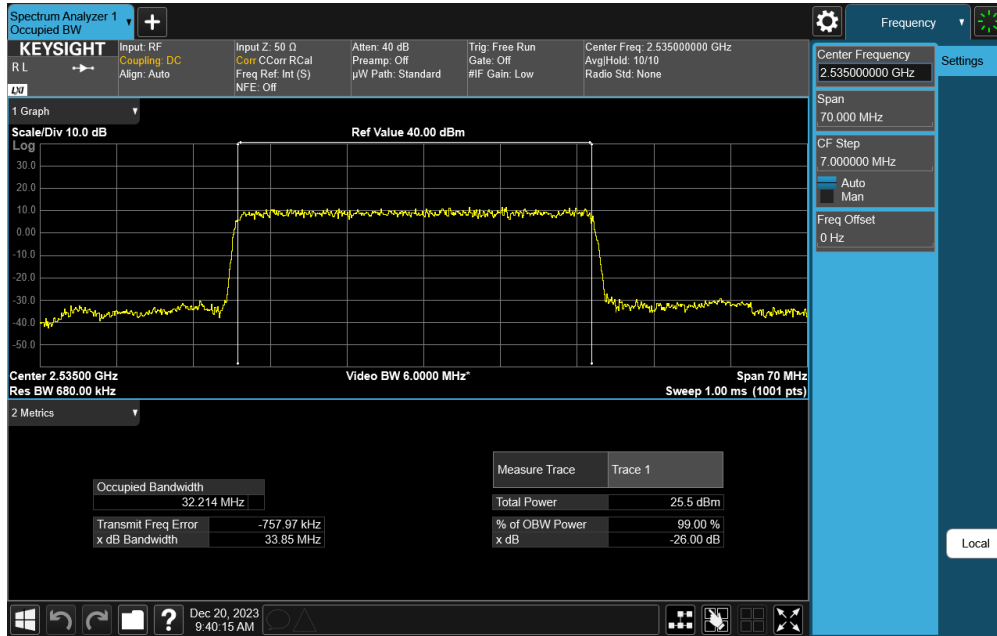 Spectrum Analyzer 1
Occupied BW
+
Frequency
KEYSIGHT
RL
LXI
Input: RF
Coupling: DC
Align: Auto
Input Z: 50 Ω
Corr CCorr RCal
Freq Ref: Int (S)
NFE: Off
Atten: 40 dB
Preamp: Off
µW Path: Standard
Trig: Free Run
Gate: Off
#IF Gain: Low
Center Freq: 2.535000000 GHz
Avg|Hold: 10/10
Radio Std: None
Center Frequency
2.535000000 GHz
Settings
Span
70.000 MHz
CF Step
7.000000 MHz
Auto
Man
Freq Offset
0 Hz
1 Graph
Scale/Div 10.0 dB
Ref Value 40.00 dBm
Log
30.0
20.0
10.0
0.00
-10.0
-20.0
-30.0
-40.0
-50.0
Center 2.53500 GHz
Video BW 6.0000 MHz*
Span 70 MHz
Res BW 680.00 kHz
Sweep 1.00 ms (1001 pts)
2 Metrics
Measure Trace Trace 1
Occupied Bandwidth
32.214 MHz
Total Power 25.5 dBm
Transmit Freq Error -757.97 kHz
% of OBW Power 99.00 %
x dB Bandwidth 33.85 MHz
x dB -26.00 dB
Local
?
Dec 20, 2023
9:40:15 AM